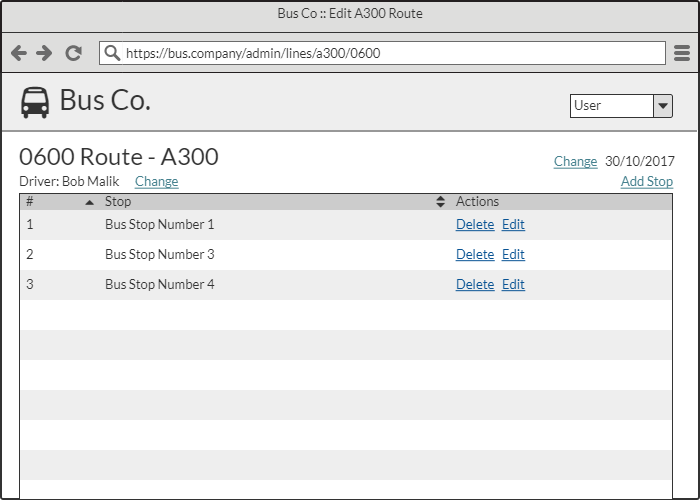 Bus Co :: Edit A300 Route
https://bus.company/admin/lines/a300/0600
Bus Co.
User
0600 Route - A300
Change 30/10/2017
Driver: Bob Malik Change
Add Stop
# Stop Actions
1 Bus Stop Number 1 Delete Edit
2 Bus Stop Number 3 Delete Edit
3 Bus Stop Number 4 Delete Edit